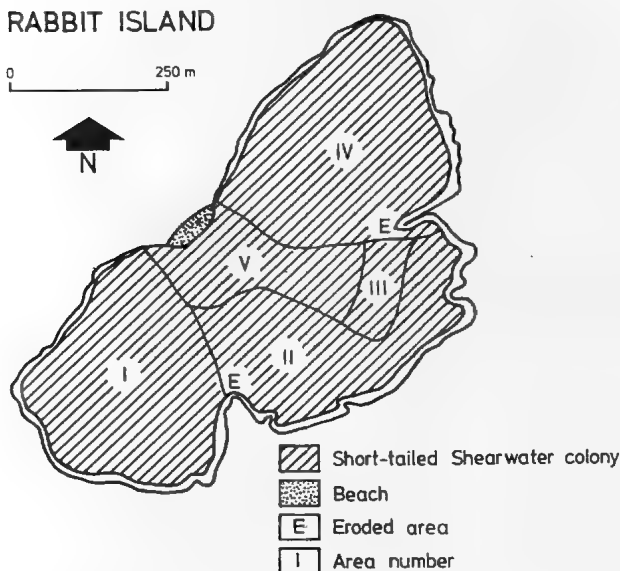 RABBIT ISLAND
0 250 m
N
IV
E
V
III
II
I
E
Short-tailed Shearwater colony
Beach
E Eroded area
I Area number